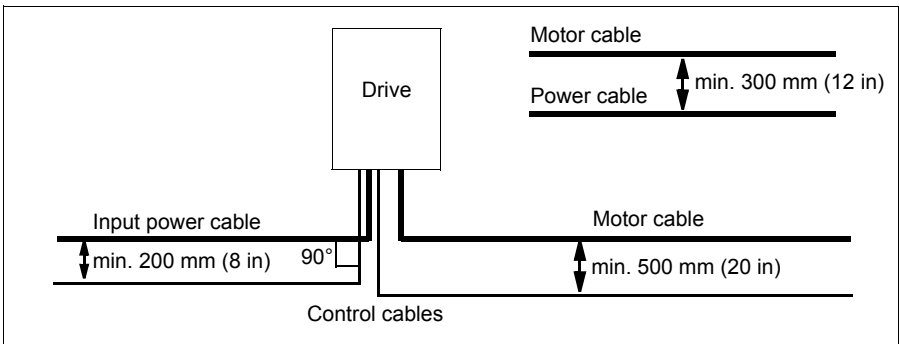 Motor cable
Drive
min. 300 mm (12 in)
Power cable
Input power cable
Motor cable
min. 200 mm (8 in)
90°
min. 500 mm (20 in)
Control cables